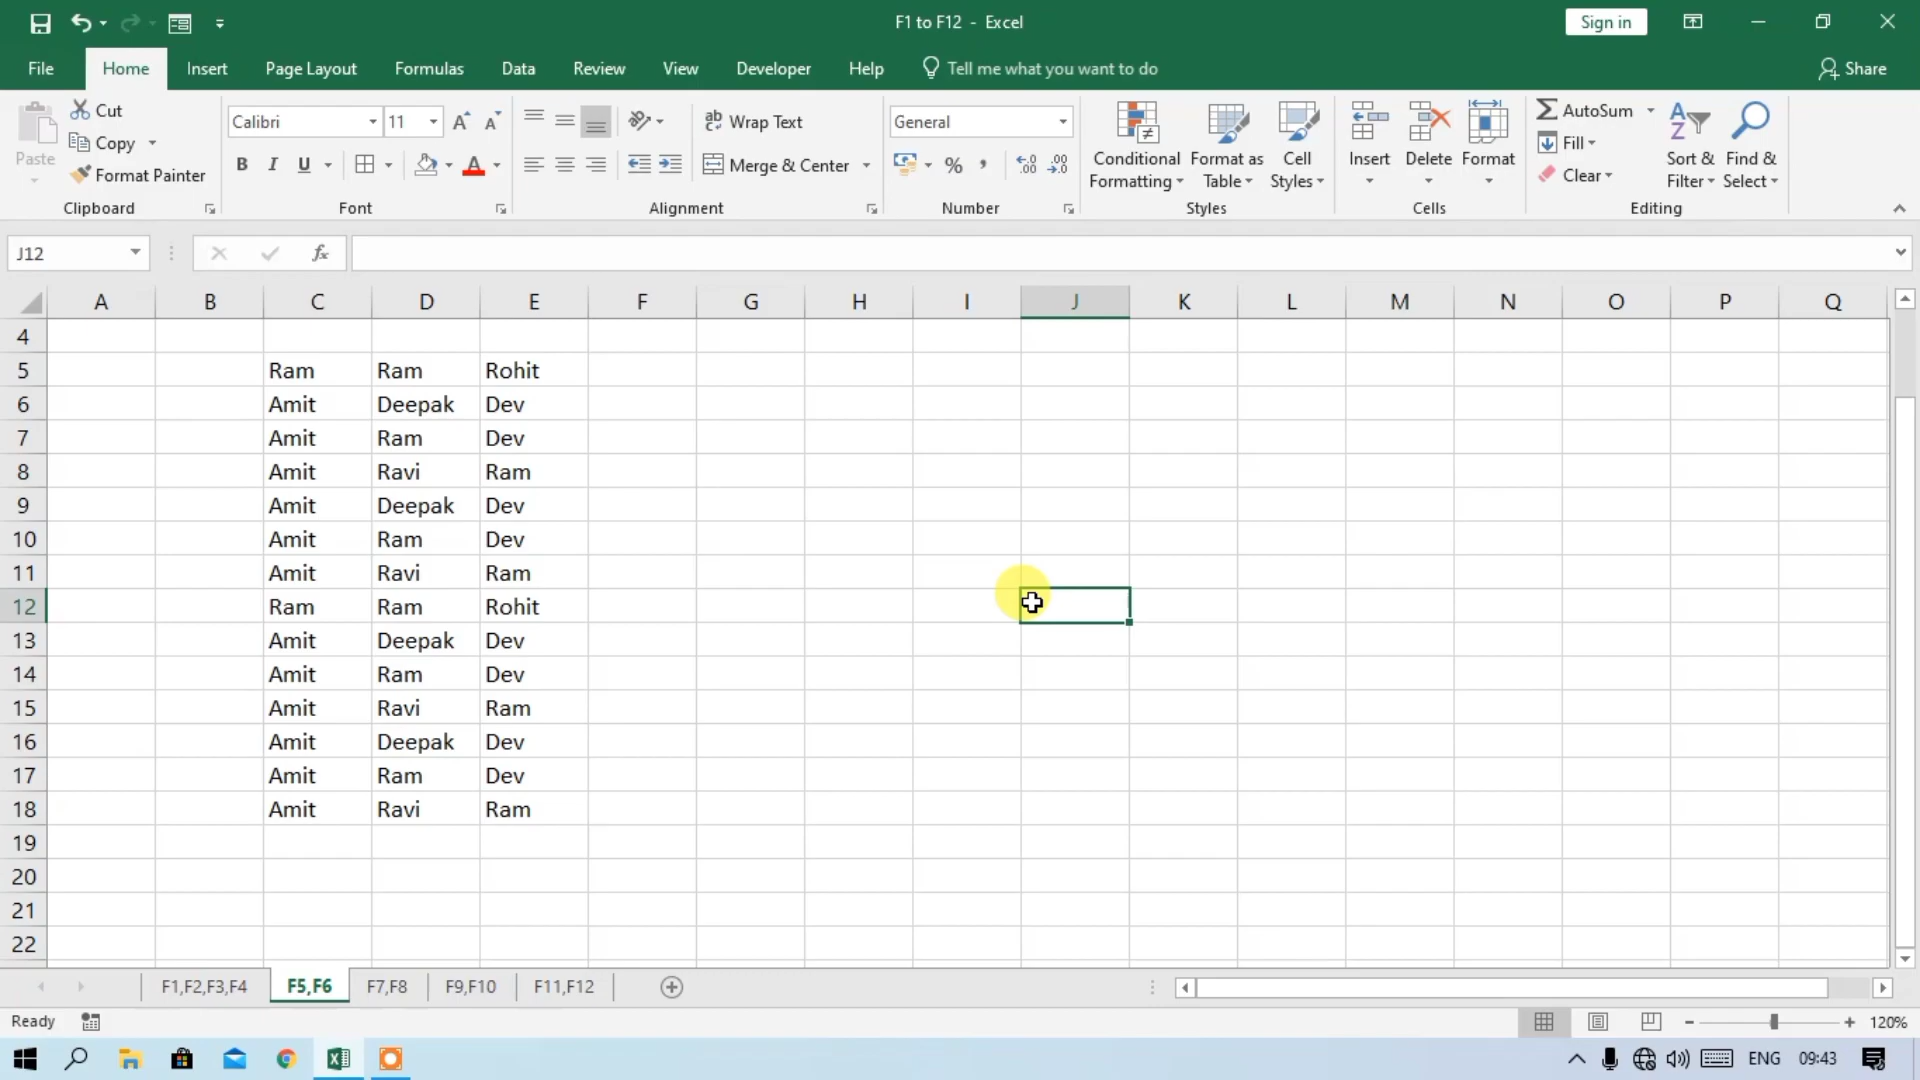 F1 to F12 - Excel
Sign in
File Home Insert Page Layout Formulas Data Review View Developer Help Tell me what you want to do Share
Paste
Cut
Copy
Format Painter
Clipboard
Calibri 11
B I U A
Font
ab Wrap Text
Merge & Center
Alignment
General
% , .00 .00
Number
Conditional Formatting
Format as Table
Cell Styles
Styles
Insert Delete Format
Cells
AutoSum
Fill
Clear
Sort & Filter
Find & Select
Editing
J12 fx
A B C D E F G H I J K L M N O P Q
4
5 Ram Ram Rohit
6 Amit Deepak Dev
7 Amit Ram Dev
8 Amit Ravi Ram
9 Amit Deepak Dev
10 Amit Ram Dev
11 Amit Ravi Ram
12 Ram Ram Rohit
13 Amit Deepak Dev
14 Amit Ram Dev
15 Amit Ravi Ram
16 Amit Deepak Dev
17 Amit Ram Dev
18 Amit Ravi Ram
19
20
21
22
F1,F2,F3,F4 F5,F6 F7,F8 F9,F10 F11,F12
Ready 120%
ENG 09:43